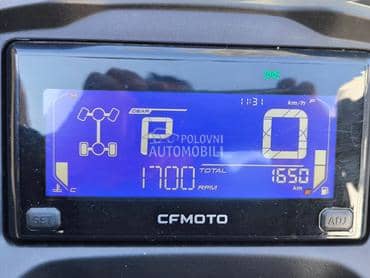 11:31 km/h
GEAR
P 0
POLOVNI
AUTOMOBILI
1700 RPM TOTAL 1650 km
C
SET CFMOTO ADJ